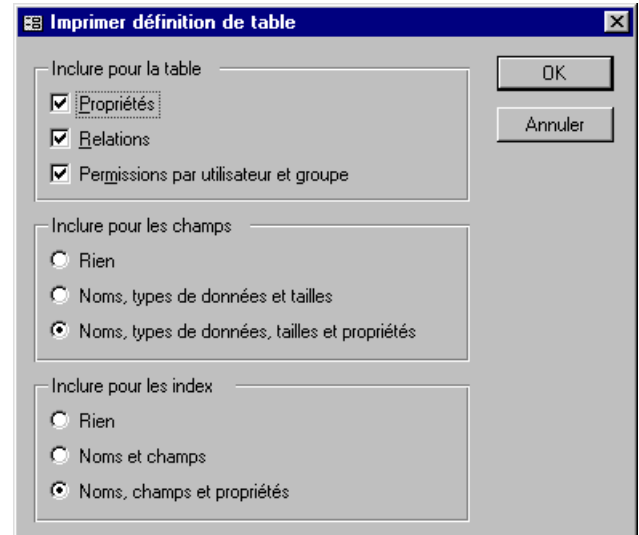 Imprimer définition de table
Inclure pour la table
Propriétés
Relations
Permissions par utilisateur et groupe
OK
Annuler
Inclure pour les champs
Rien
Noms, types de données et tailles
Noms, types de données, tailles et propriétés
Inclure pour les index
Rien
Noms et champs
Noms, champs et propriétés